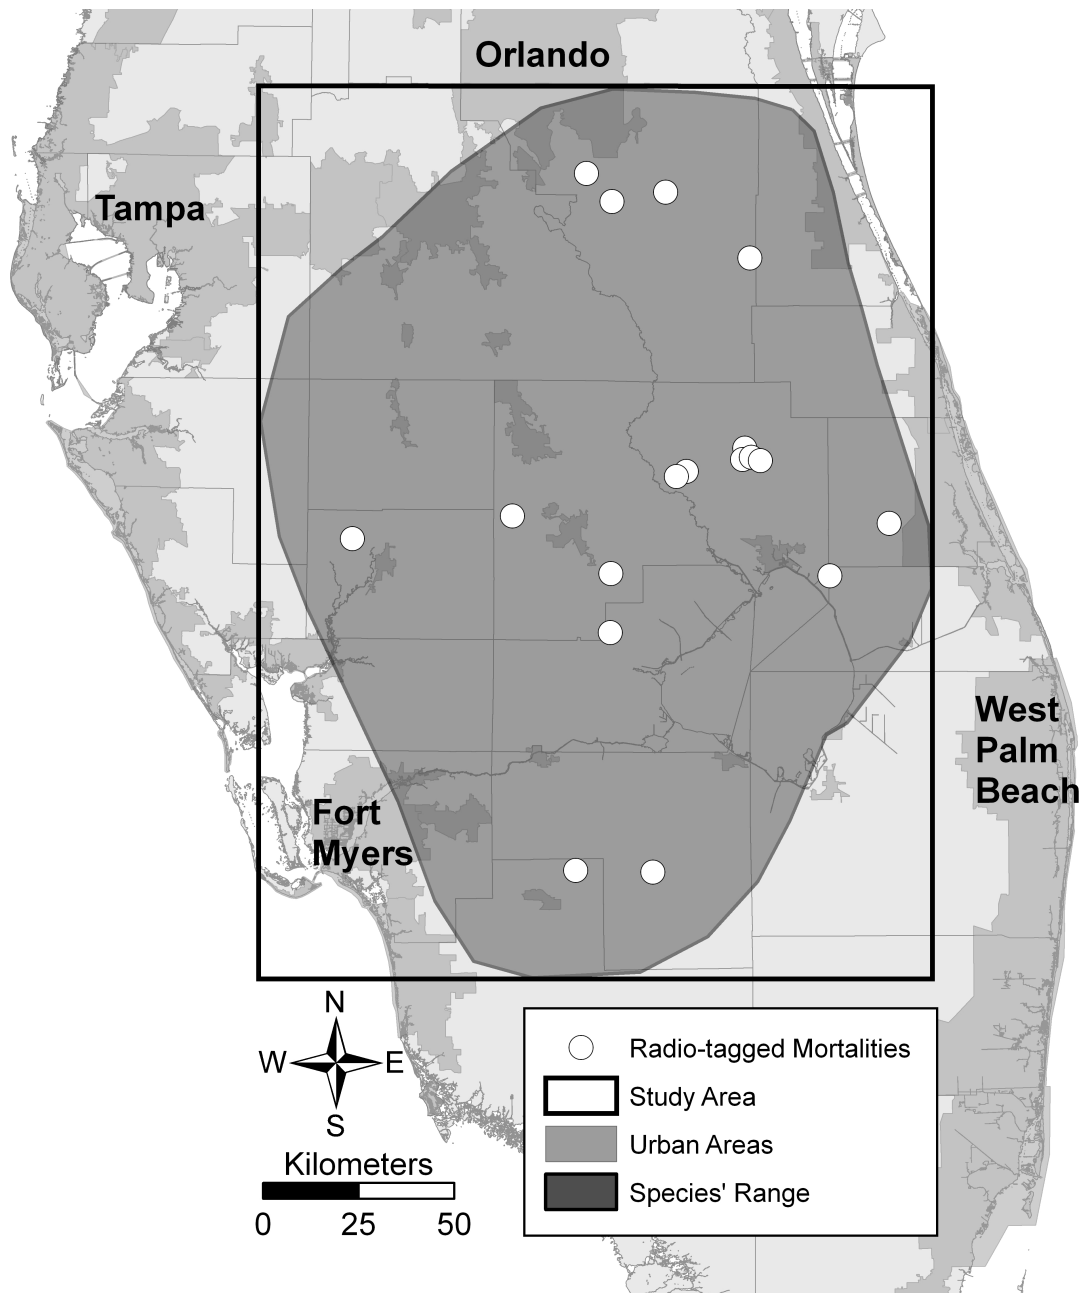 Orlando
Tampa
West
Palm
Beach
Fort
Myers
N
W E
S
Kilometers
0 25 50
Radio-tagged Mortalities
Study Area
Urban Areas
Species' Range